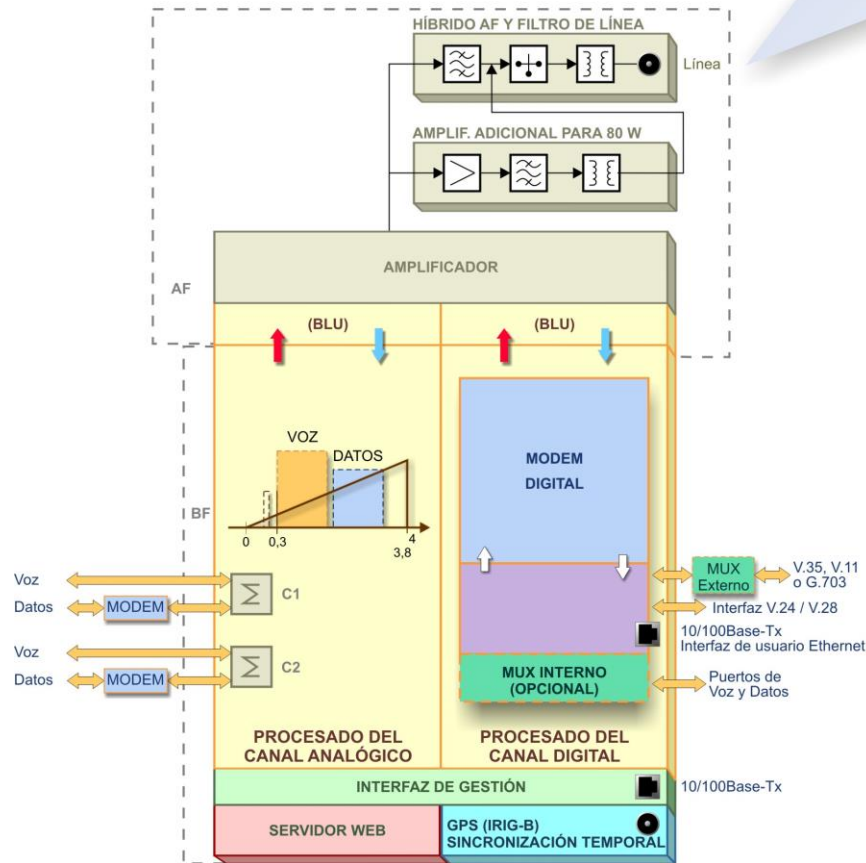 HÍBRIDO AF Y FILTRO DE LÍNEA
Línea
AMPLIF. ADICIONAL PARA 80 W
AMPLIFICADOR
AF
(BLU)
(BLU)
VOZ
DATOS
MODEM
DIGITAL
BF
0
0,3
4
3,8
Voz
Datos
MODEM
Σ
C1
Voz
Datos
MODEM
Σ
C2
MUX
Externo
V.35, V.11
o G.703
Interfaz V.24 / V.28
10/100Base-Tx
Interfaz de usuario Ethernet
MUX INTERNO
(OPCIONAL)
Puertos de
Voz y Datos
PROCESADO DEL
CANAL ANALÓGICO
PROCESADO DEL
CANAL DIGITAL
INTERFAZ DE GESTIÓN
10/100Base-Tx
SERVIDOR WEB
GPS (IRIG-B)
SINCRONIZACIÓN TEMPORAL